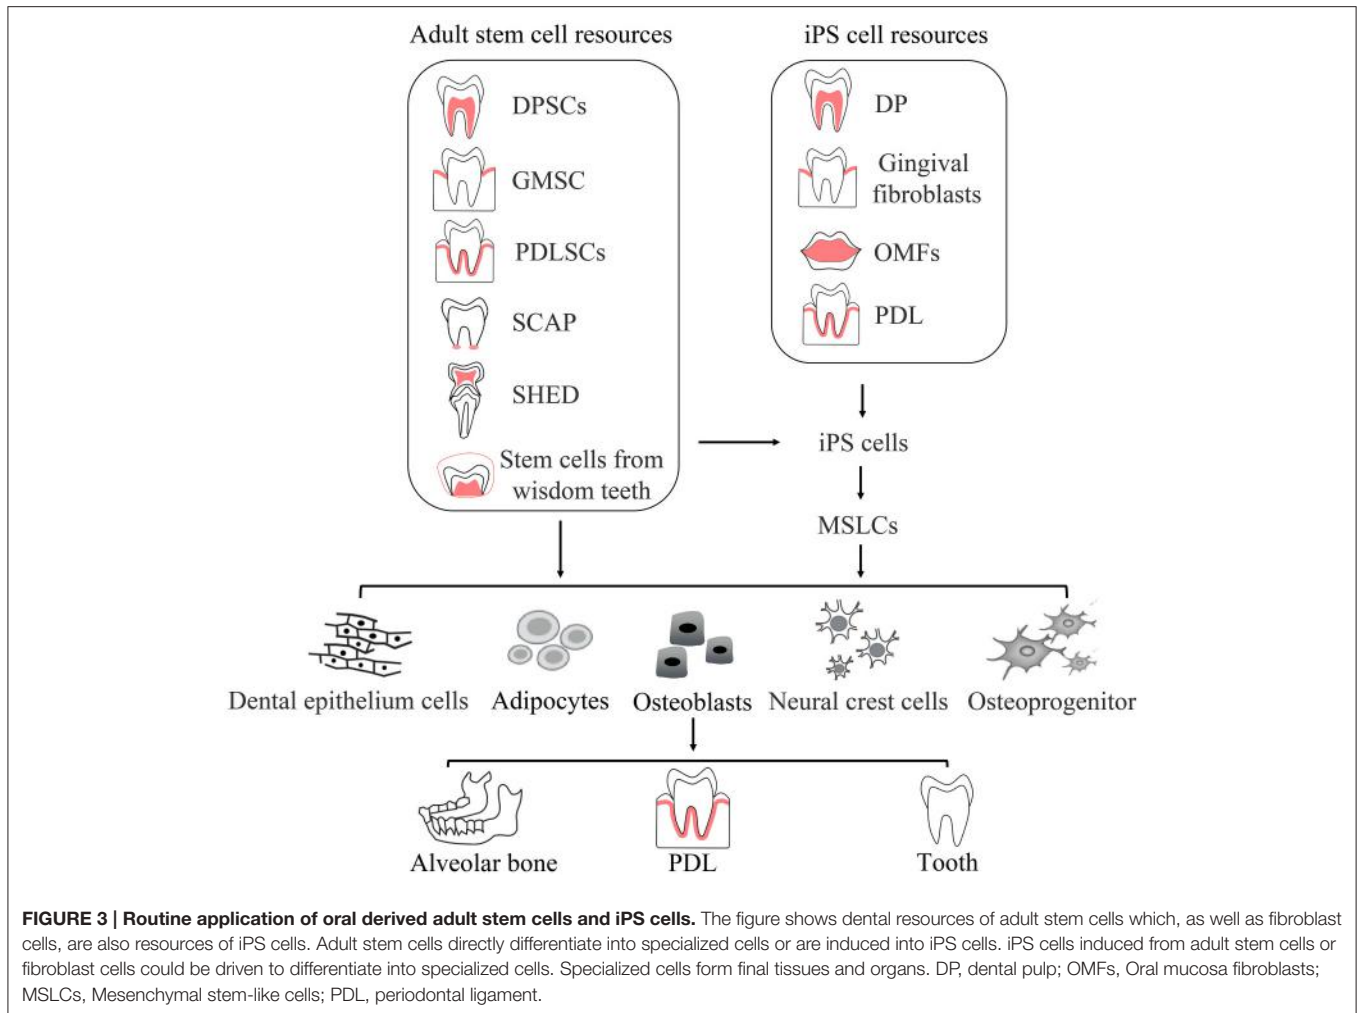 Adult stem cell resources
iPS cell resources
DPSCs
GMSC
PDLSCs
SCAP
SHED
Stem cells from
wisdom teeth
DP
Gingival
fibroblasts
OMFs
PDL
iPS cells
MSLCs
Dental epithelium cells
Adipocytes
Osteoblasts
Neural crest cells
Osteoprogenitor
Alveolar bone
PDL
Tooth
FIGURE 3 | Routine application of oral derived adult stem cells and iPS cells. The figure shows dental resources of adult stem cells which, as well as fibroblast
cells, are also resources of iPS cells. Adult stem cells directly differentiate into specialized cells or are induced into iPS cells. iPS cells induced from adult stem cells or
fibroblast cells could be driven to differentiate into specialized cells. Specialized cells form final tissues and organs. DP, dental pulp; OMFs, Oral mucosa fibroblasts;
MSLCs, Mesenchymal stem-like cells; PDL, periodontal ligament.